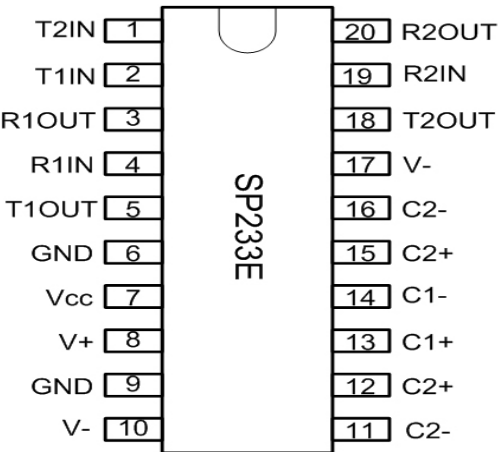 T2IN 1 20 R2OUT
T1IN 2 19 R2IN
R1OUT 3 18 T2OUT
R1IN 4 17 V-
T1OUT 5 16 C2-
GND 6 15 C2+
Vcc 7 14 C1-
V+ 8 13 C1+
GND 9 12 C2+
V- 10 11 C2-
SP233E